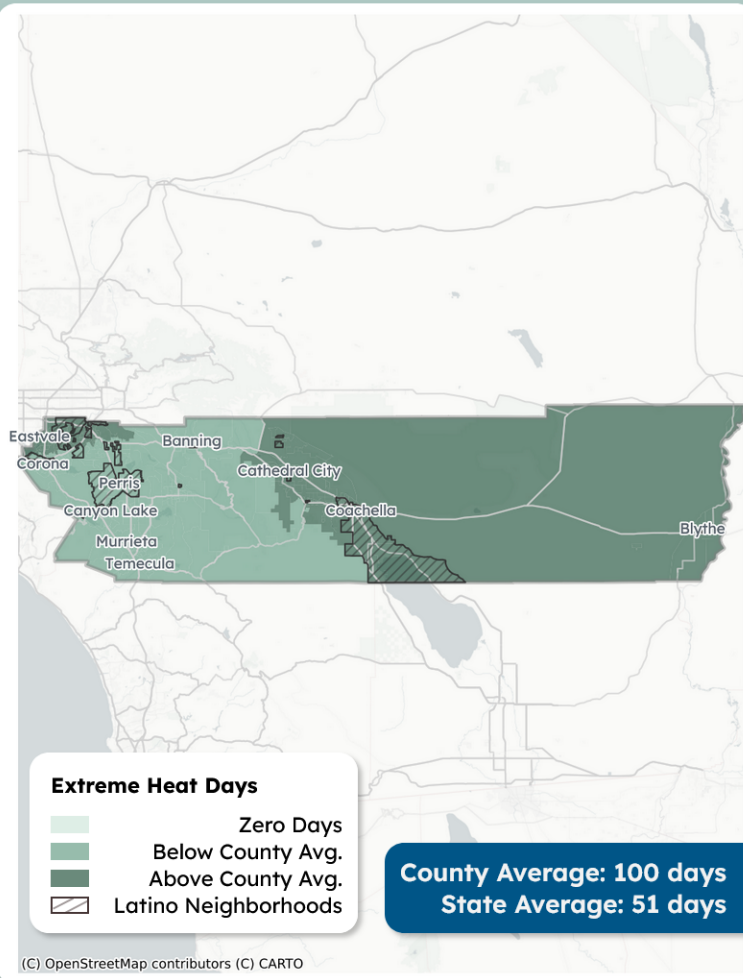 Eastvale
Banning
Corona
Cathedral City
Perris
Canyon Lake
Coachella
Blythe
Murrieta
Temecula
Extreme Heat Days
Zero Days
Below County Avg.
Above County Avg.
Latino Neighborhoods
County Average: 100 days
State Average: 51 days
(C) OpenStreetMap contributors (C) CARTO